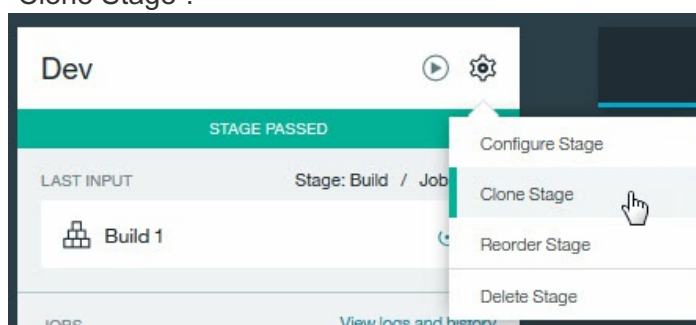 Clone Stage".
Dev
STAGE PASSED
Configure Stage
LAST INPUT Stage: Build / Job
Clone Stage
Build 1
Reorder Stage
Delete Stage
JOBS View logs and history